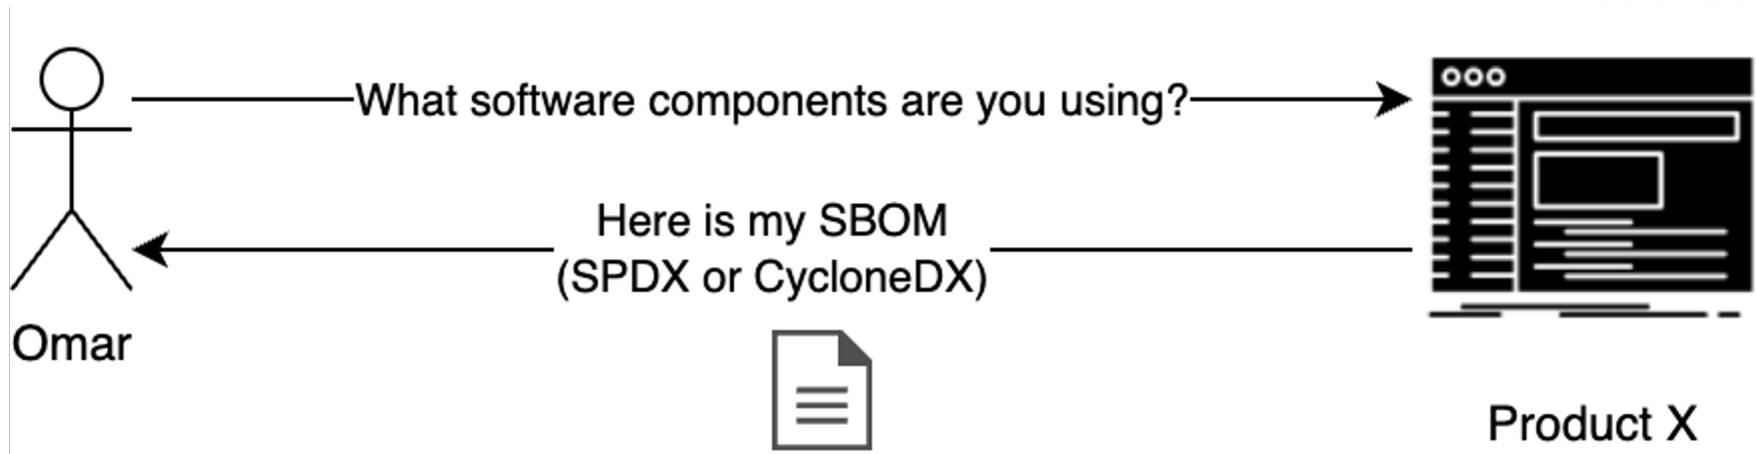 What software components are you using?
Here is my SBOM
(SPDX or CycloneDX)
Omar
Product X